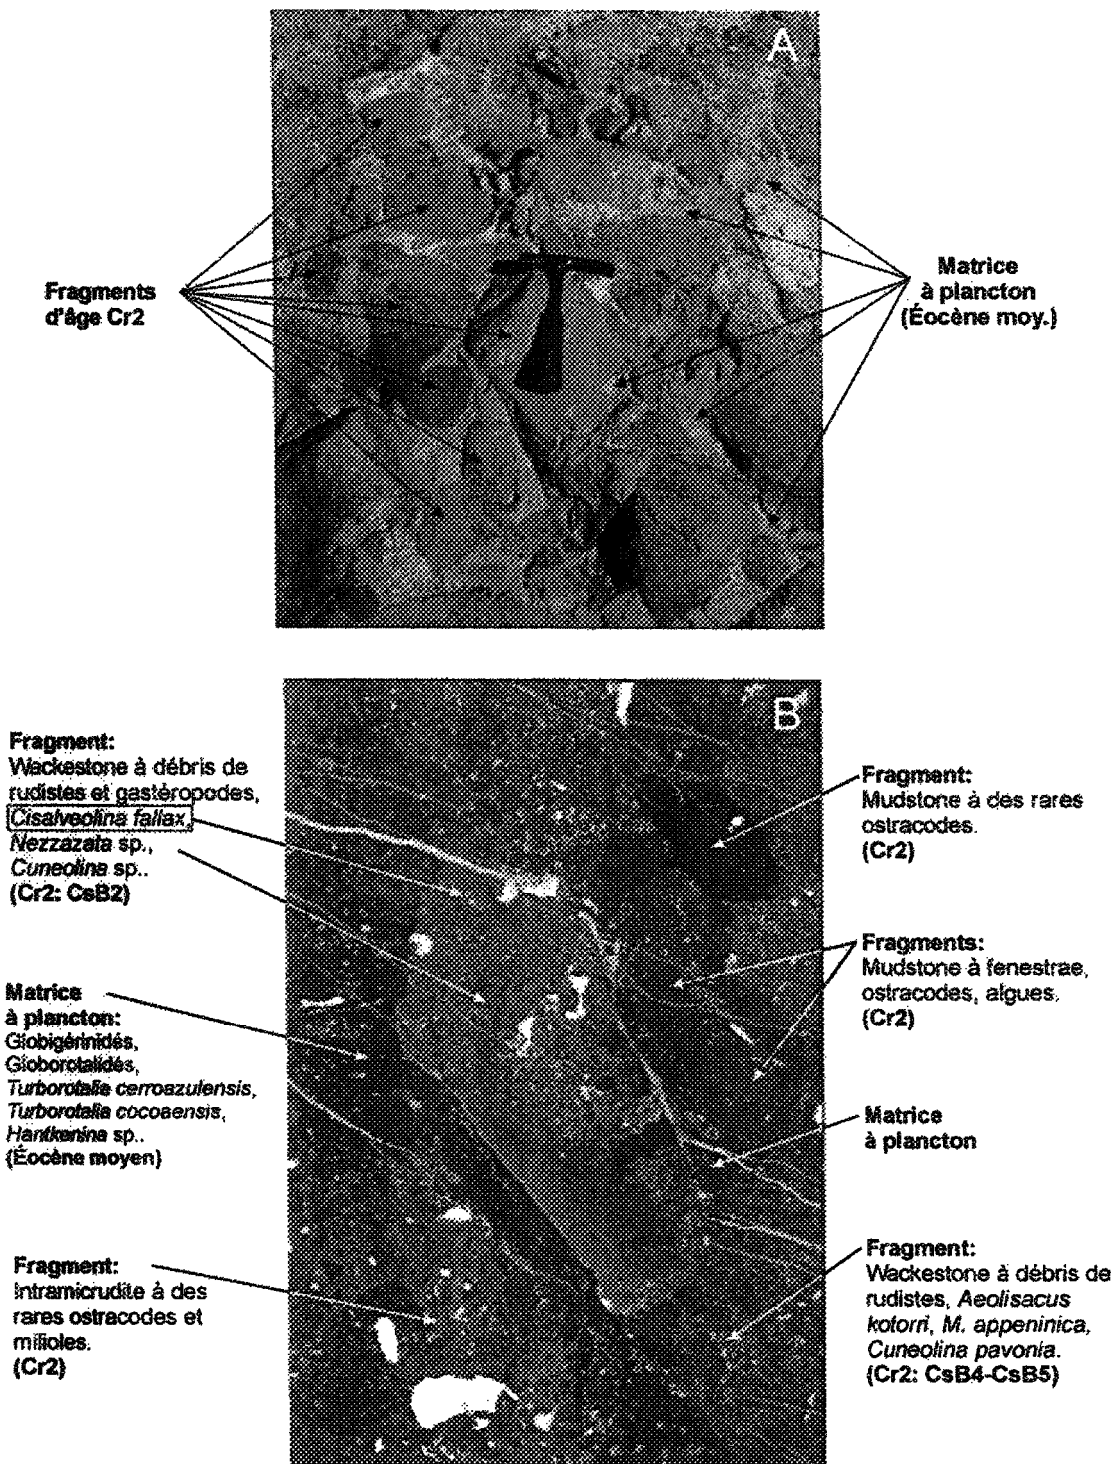 A
Fragments
d'âge Cr2
Matrice
à plancton
(Éocène moy.)
B
Fragment:
Wackestone à débris de
rudistes et gastéropodes,
Cisalveolina fallax,
Nezzazata sp.,
Cuneolina sp..
(Cr2: CsB2)
Matrice
à plancton:
Globigérinidés,
Globorotalidés,
Turborotalia cerroazulensis,
Turborotalia cocoaensis,
Hantkenina sp..
(Éocène moyen)
Fragment:
Intramicrudite à des
rares ostracodes et
milioles.
(Cr2)
Fragment:
Mudstone à des rares
ostracodes.
(Cr2)
Fragments:
Mudstone à fenestrae,
ostracodes, algues.
(Cr2)
Matrice
à plancton
Fragment:
Wackestone à débris de
rudistes, Aeolisacus
kotorri, M. appeninica,
Cuneolina pavonia.
(Cr2: CsB4-CsB5)